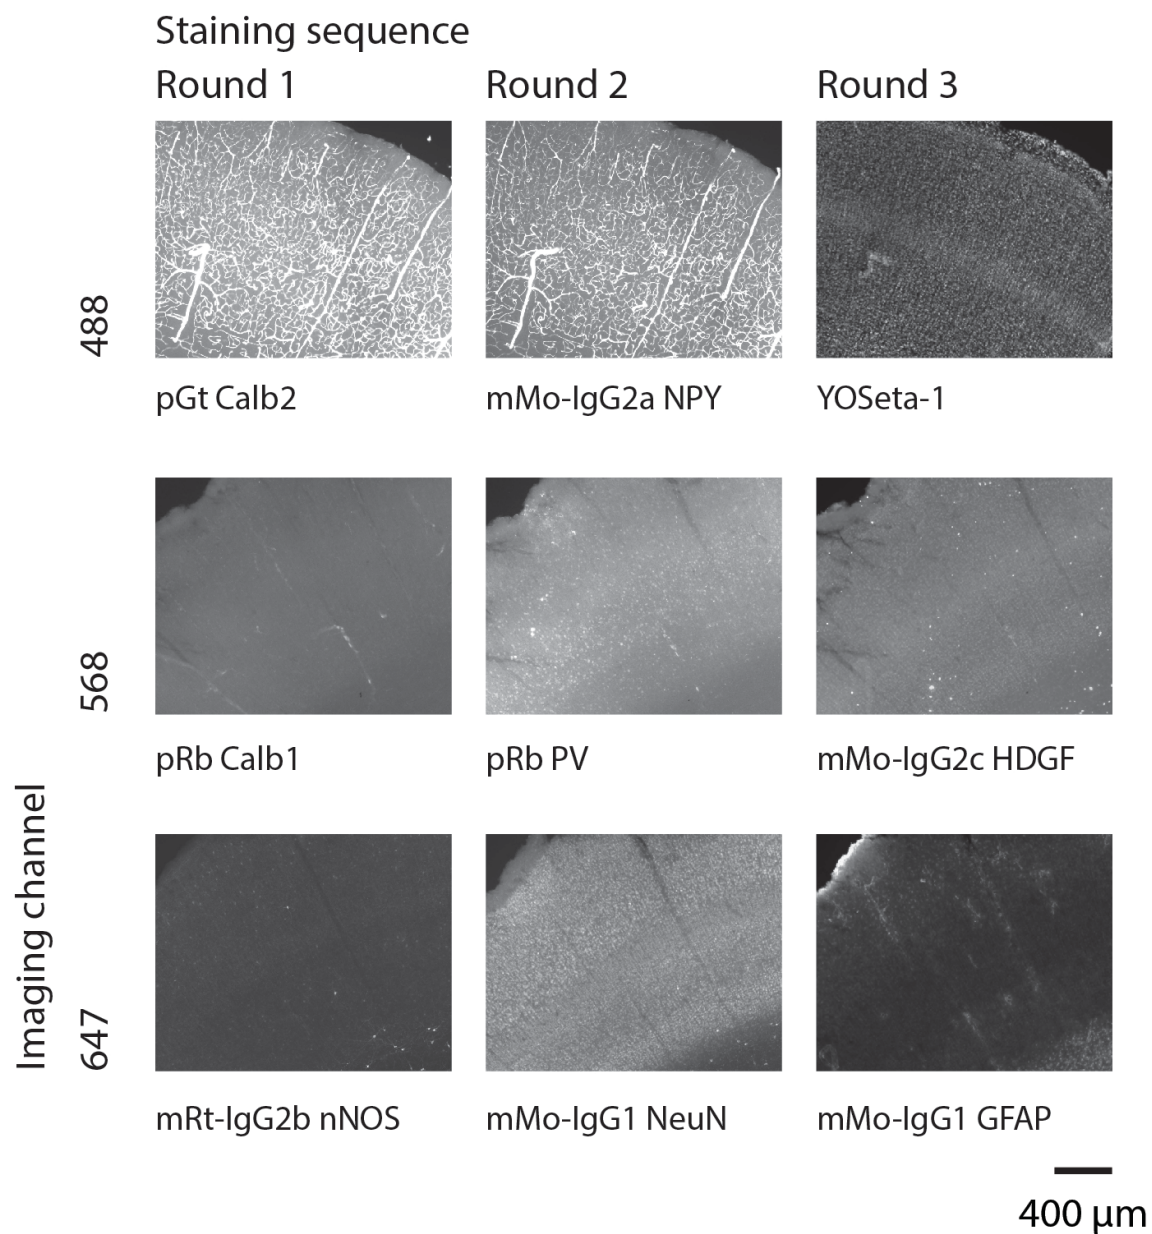 Staining sequence
Round 1
Round 2
Round 3
488
pGt Calb2
mMo-IgG2a NPY
YOSeta-1
568
pRb Calb1
pRb PV
mMo-IgG2c HDGF
Imaging channel
647
mRt-IgG2b nNOS
mMo-IgG1 NeuN
mMo-IgG1 GFAP
400 μm